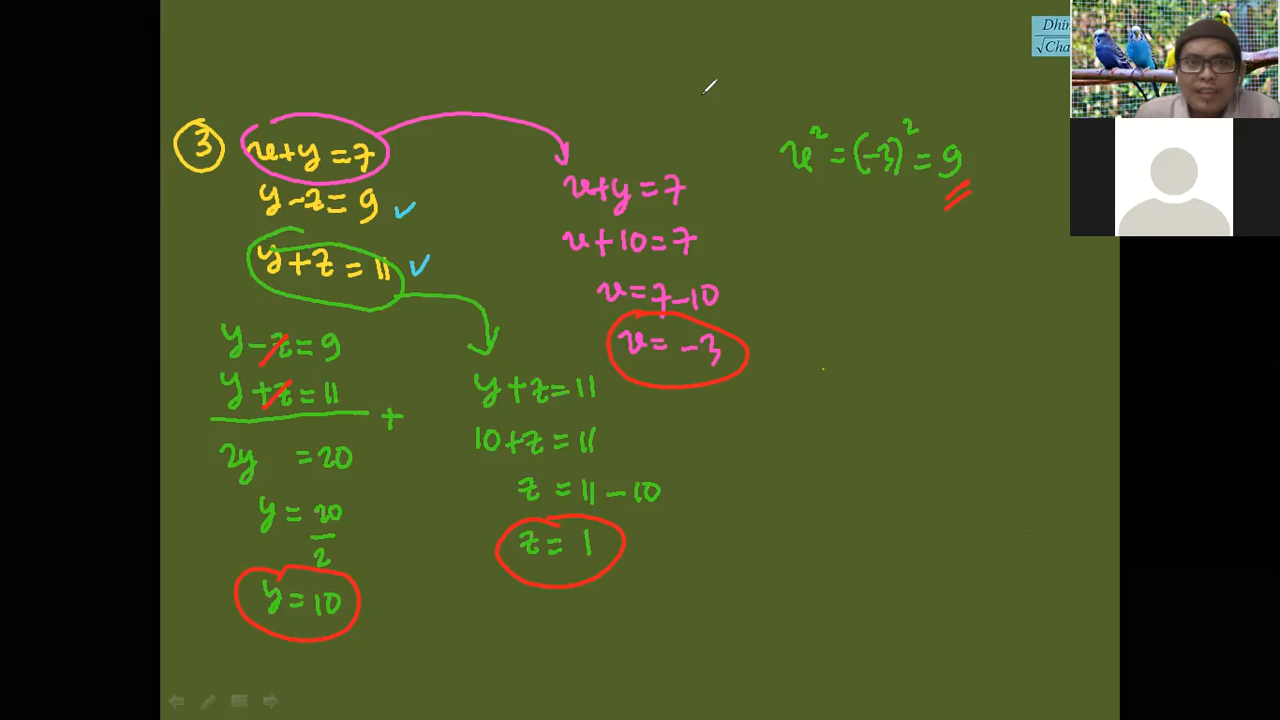 3
x+y=7
y-z=9 ✓
y+z=11 ✓
y-z=9
y+z=11
+
2y =20
y=20/2
y=10
y+z=11
10+z=11
z=11-10
z=1
x+y=7
x+10=7
x=7-10
x=-3
x²=(-3)²=9